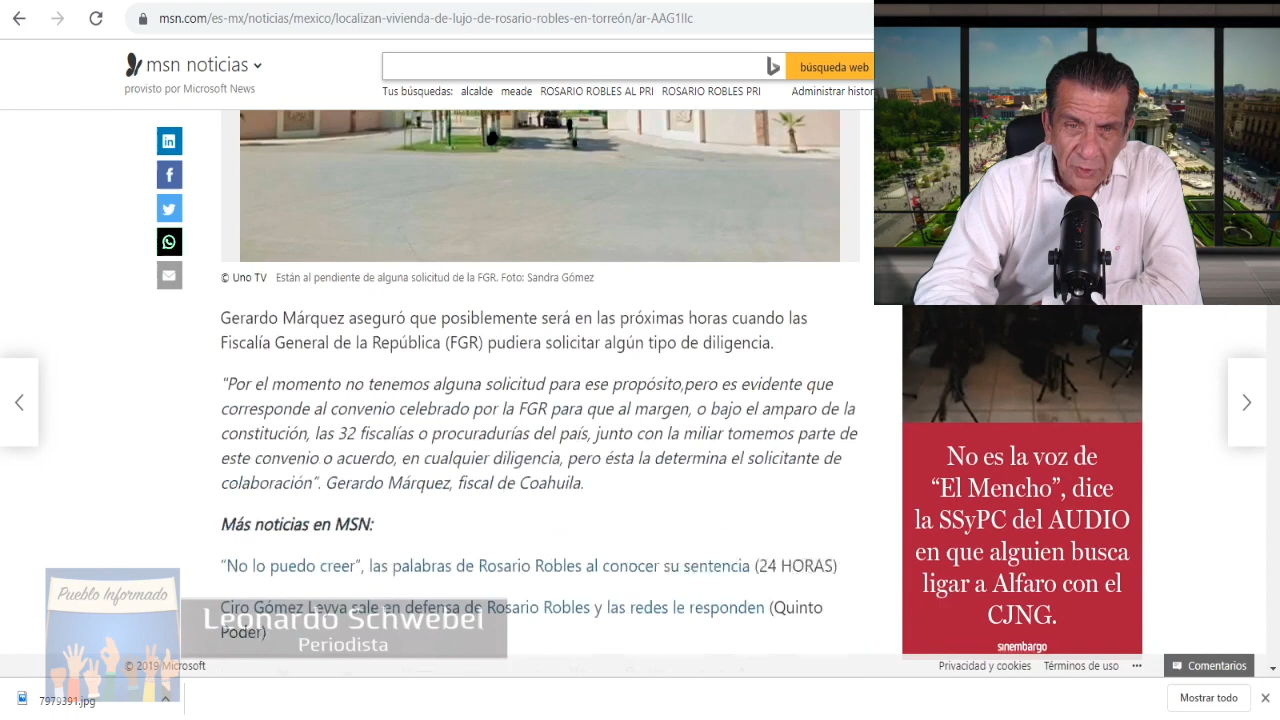 msn.com/es-mx/noticias/mexico/localizan-vivienda-de-lujo-de-rosario-robles-en-torreón/ar-AAG1Ilc
msn noticias
provisto por Microsoft News
búsqueda web
Tus búsquedas: alcalde meade ROSARIO ROBLES AL PRI ROSARIO ROBLES PRI Administrar histor
© Uno TV Están al pendiente de alguna solicitud de la FGR. Foto: Sandra Gómez
Gerardo Márquez aseguró que posiblemente será en las próximas horas cuando las
Fiscalía General de la República (FGR) pudiera solicitar algún tipo de diligencia.
"Por el momento no tenemos alguna solicitud para ese propósito,pero es evidente que
corresponde al convenio celebrado por la FGR para que al margen, o bajo el amparo de la
constitución, las 32 fiscalías o procuradurías del país, junto con la miliar tomemos parte de
este convenio o acuerdo, en cualquier diligencia, pero ésta la determina el solicitante de
colaboración". Gerardo Márquez, fiscal de Coahuila.
Más noticias en MSN:
"No lo puedo creer", las palabras de Rosario Robles al conocer su sentencia (24 HORAS)
Ciro Gómez Leyva sale en defensa de Rosario Robles y las redes le responden (Quinto
Poder)
No es la voz de
“El Mencho”, dice
la SSyPC del AUDIO
en que alguien busca
ligar a Alfaro con el
CJNG.
sinembargo
Pueblo Informado
Leonardo Schwebel
Periodista
© 2019 Microsoft
Privacidad y cookies Términos de uso ••• Comentarios
7979391.jpg
Mostrar todo